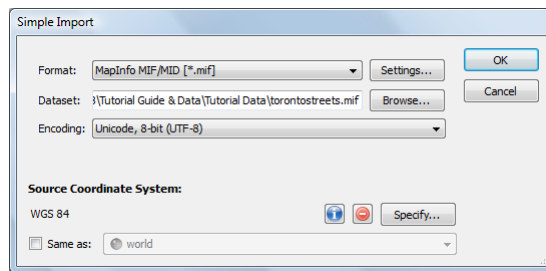 Simple Import
Format: MapInfo MIF/MID [*.mif] Settings... OK
Dataset: 3\Tutorial Guide & Data\Tutorial Data\torontostreets.mif Browse... Cancel
Encoding: Unicode, 8-bit (UTF-8)
Source Coordinate System:
WGS 84 Specify...
Same as: world